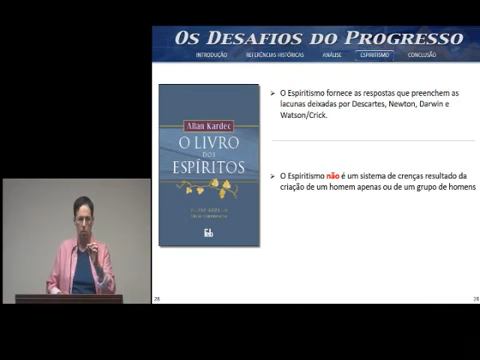 OS DESAFIOS DO PROGRESSO
INTRODUÇÃO REFERÊNCIAS HISTÓRICAS ANÁLISE ESPIRITISMO CONCLUSÃO
➢ O Espiritismo fornece as respostas que preenchem as
lacunas deixadas por Descartes, Newton, Darwin e
Watson/Crick.
Allan Kardec
O LIVRO
DOS
ESPÍRITOS
feb
➢ O Espiritismo não é um sistema de crenças resultado da
criação de um homem apenas ou de um grupo de homens
28